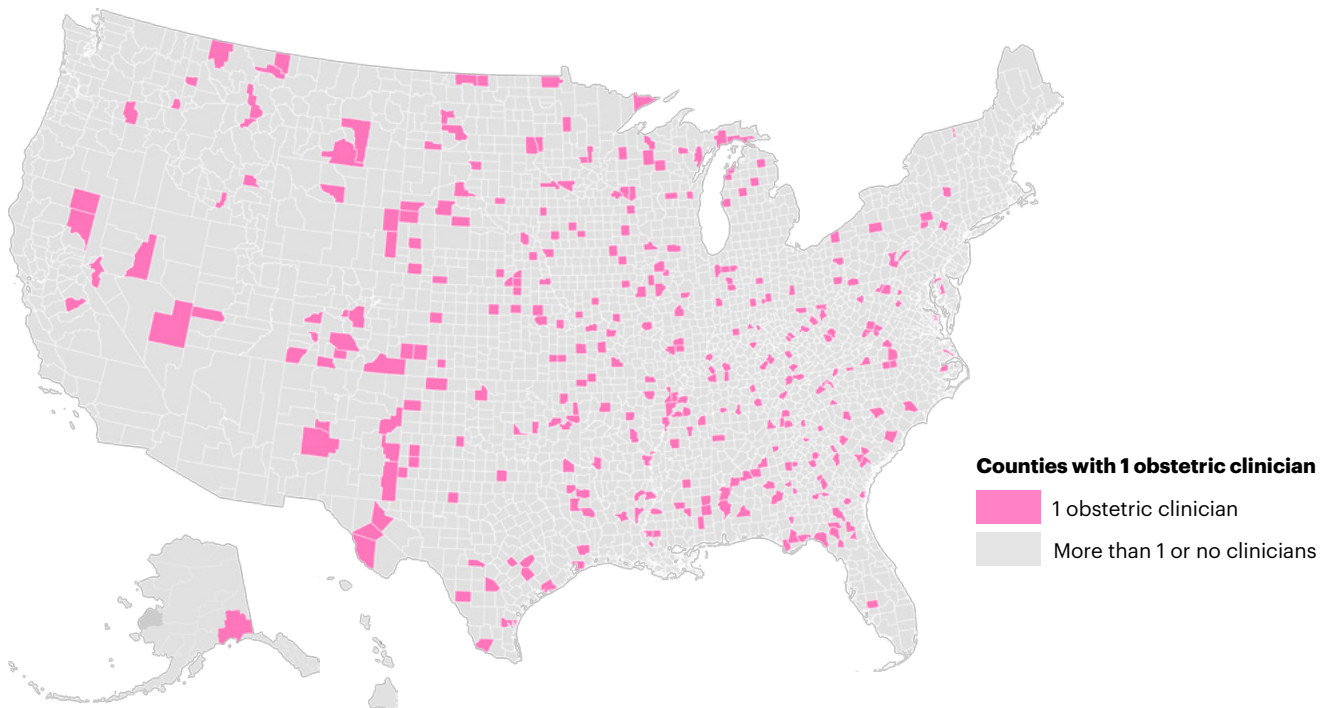 Counties with 1 obstetric clinician
1 obstetric clinician
More than 1 or no clinicians